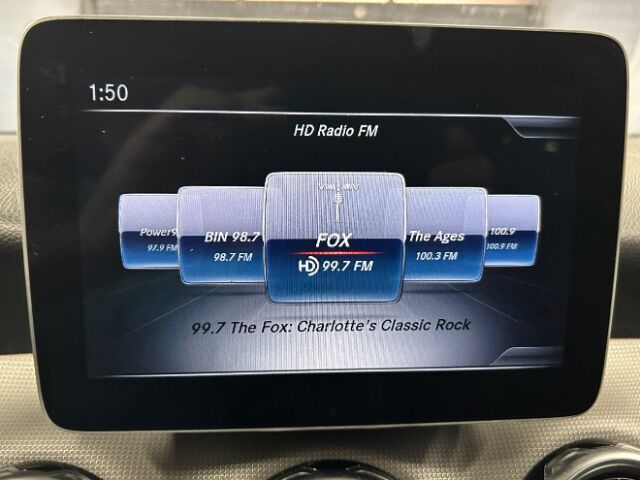 1:50
HD Radio FM
Power9
97.9 FM
BIN 98.7
98.7 FM
FOX
HD 99.7 FM
The Ages
100.3 FM
100.9
100.9 FM
99.7 The Fox: Charlotte's Classic Rock